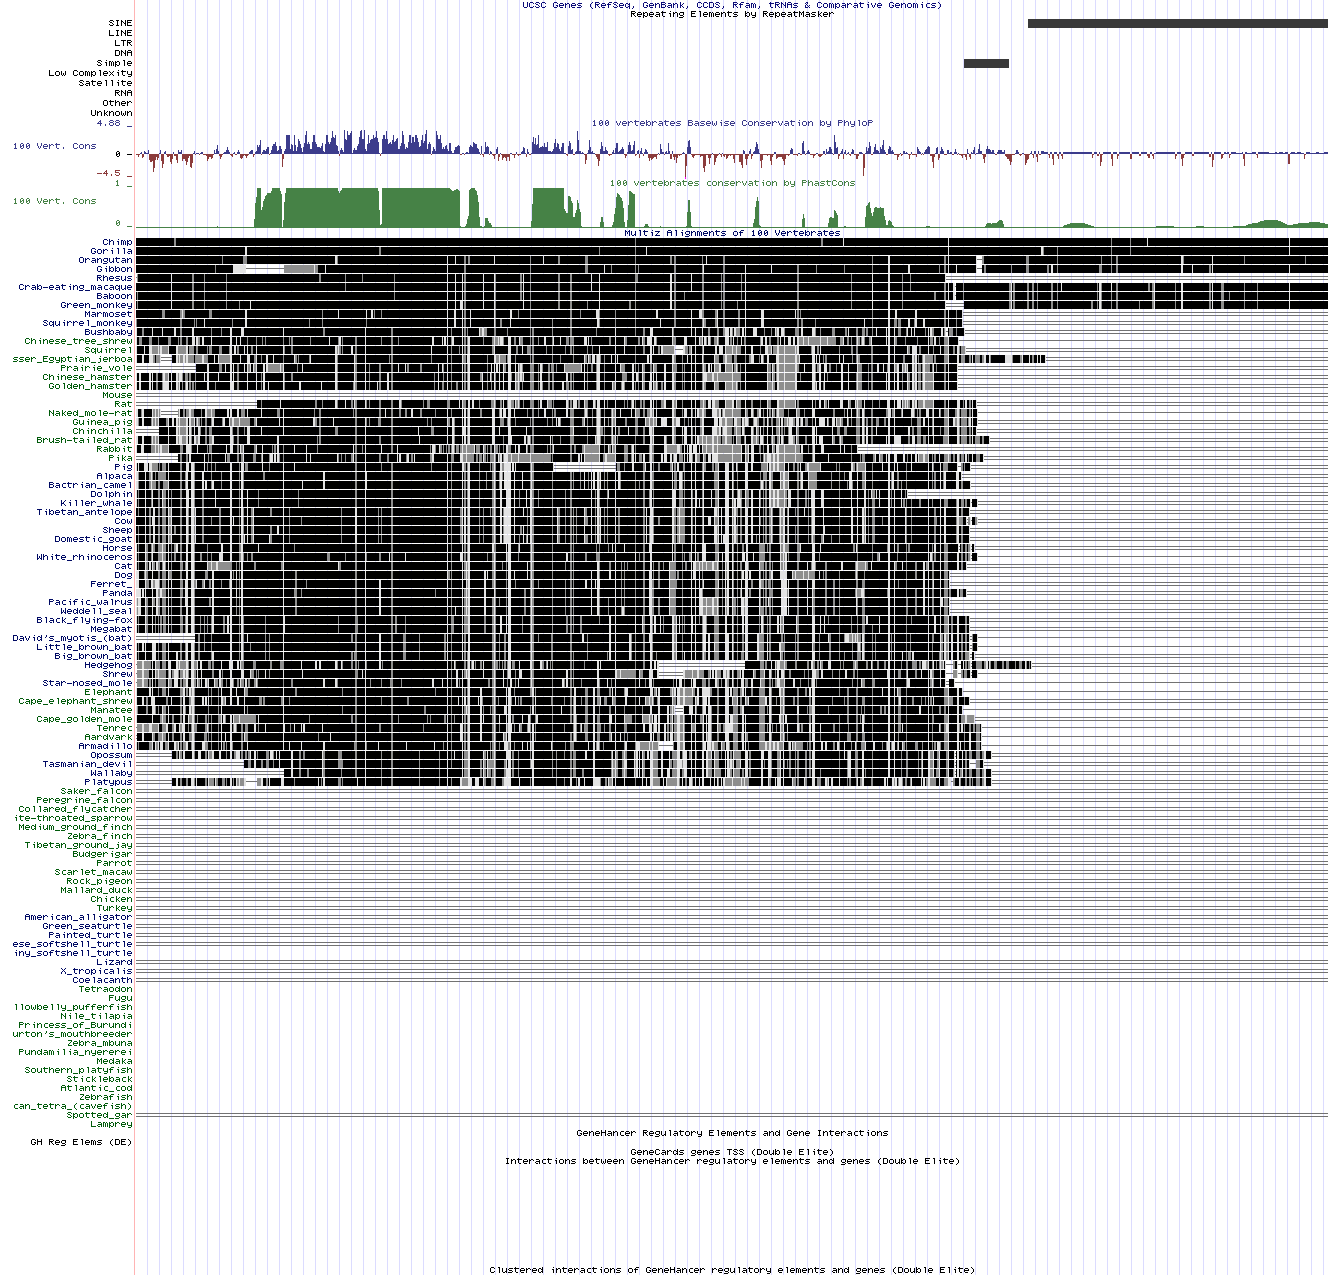 UCSC Genes (RefSeq, GenBank, CCDS, Rfam, tRNAs & Comparative Genomics)
Repeating Elements by RepeatMasker
SINE
LINE
LTR
DNA
Simple
Low Complexity
Satellite
RNA
Other
Unknown
4.88 _
100 vertebrates Basewise Conservation by PhyloP
100 Vert. Cons
0 -
-4.5 _
1 _
100 vertebrates conservation by PhastCons
100 Vert. Cons
0 _
Multiz Alignments of 100 Vertebrates
Chimp
Gorilla
Orangutan
Gibbon
Rhesus
Crab-eating_macaque
Baboon
Green_monkey
Marmoset
Squirrel_monkey
Bushbaby
Chinese_tree_shrew
Squirrel
sser_Egyptian_jerboa
Prairie_vole
Chinese_hamster
Golden_hamster
Mouse
Rat
Naked_mole-rat
Guinea_pig
Chinchilla
Brush-tailed_rat
Rabbit
Pika
Pig
Alpaca
Bactrian_camel
Dolphin
Killer_whale
Tibetan_antelope
Cow
Sheep
Domestic_goat
Horse
White_rhinoceros
Cat
Dog
Ferret_
Panda
Pacific_walrus
Weddell_seal
Black_flying-fox
Megabat
David's_myotis_(bat)
Little_brown_bat
Big_brown_bat
Hedgehog
Shrew
Star-nosed_mole
Elephant
Cape_elephant_shrew
Manatee
Cape_golden_mole
Tenrec
Aardvark
Armadillo
Opossum
Tasmanian_devil
Wallaby
Platypus
Saker_falcon
Peregrine_falcon
Collared_flycatcher
ite-throated_sparrow
Medium_ground_finch
Zebra_finch
Tibetan_ground_jay
Budgerigar
Parrot
Scarlet_macaw
Rock_pigeon
Mallard_duck
Chicken
Turkey
American_alligator
Green_seaturtle
Painted_turtle
ese_softshell_turtle
iny_softshell_turtle
Lizard
X_tropicalis
Coelacanth
Tetraodon
Fugu
llowbelly_pufferfish
Nile_tilapia
Princess_of_Burundi
urton's_mouthbreeder
Zebra_mbuna
Pundamilia_nyererei
Medaka
Southern_platyfish
Stickleback
Atlantic_cod
Zebrafish
can_tetra_(cavefish)
Spotted_gar
Lamprey
GeneHancer Regulatory Elements and Gene Interactions
GH Reg Elems (DE)
GeneCards genes TSS (Double Elite)
Interactions between GeneHancer regulatory elements and genes (Double Elite)
Clustered interactions of GeneHancer regulatory elements and genes (Double Elite)